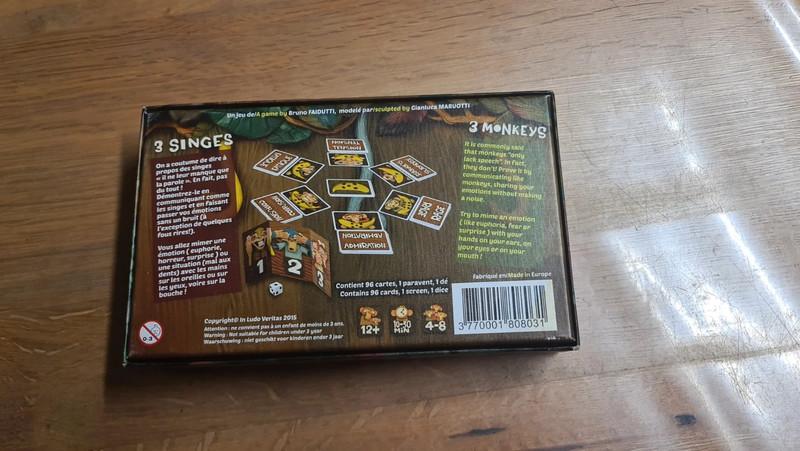 Un jeu de/A game by Bruno FAIDUTTI, modelé par/sculpted by Gianluca MARUOTTI
3 SINGES
On a coutume de dire à
propos des singes
« il ne leur manque que
la parole ». En fait, pas
du tout !
Démontrez-le en
communiquant comme
les singes et en faisant
passer vos émotions
sans un bruit (à
l'exception de quelques
fous rires!).
Vous allez mimer une
émotion ( euphorie,
horreur, surprise ) ou
une situation (mal aux
dents) avec les mains
sur les oreilles ou sur
les yeux, voire sur la
bouche !
3 MONKEYS
It is commonly said
that monkeys "only
lack speech". In fact,
they don't! Prove it by
communicating like
monkeys, sharing your
emotions without making
a noise.
Try to mime an emotion
( like euphoria, fear or
surprise ) with your
hands on your ears, on
your eyes or on your
mouth !
TENSION
RAGE
ADMIRATION
ADMIRATION
1 2 3
Contient 96 cartes, 1 paravent, 1 dé
Contains 96 cards, 1 screen, 1 dice
Fabriqué en/Made in Europe
12+
10-30
MIN
4-8
3 770001 808031
0-3
Copyright© In Ludo Veritas 2015
Attention : ne convient pas à un enfant de moins de 3 ans.
Warning : Not suitable for children under 3 year
Waarschuwing : niet geschikt voor kinderen onder 3 jaar